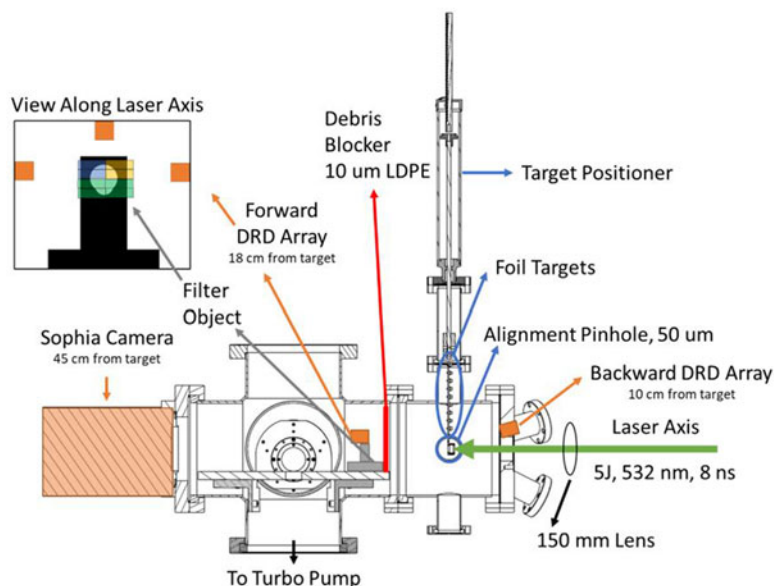 View Along Laser Axis
Debris
Blocker
10 um LDPE
Target Positioner
Forward
DRD Array
18 cm from target
Foil Targets
Filter
Object
Alignment Pinhole, 50 um
Sophia Camera
45 cm from target
Backward DRD Array
10 cm from target
Laser Axis
5J, 532 nm, 8 ns
150 mm Lens
To Turbo Pump